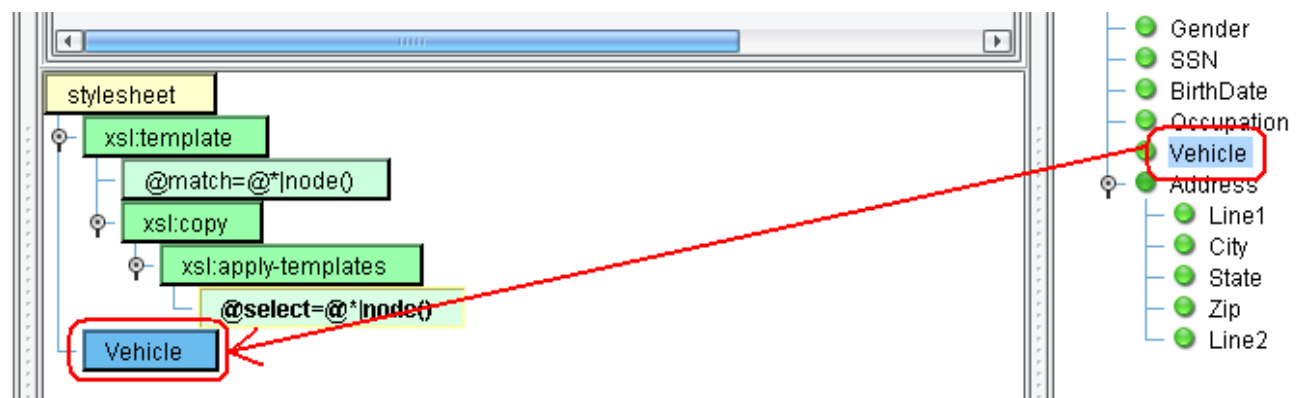 stylesheet
xsl:template
@match=@*|node()
xsl:copy
xsl:apply-templates
@select=@*|node()
Vehicle
Gender
SSN
BirthDate
Occupation
Vehicle
Address
Line1
City
State
Zip
Line2